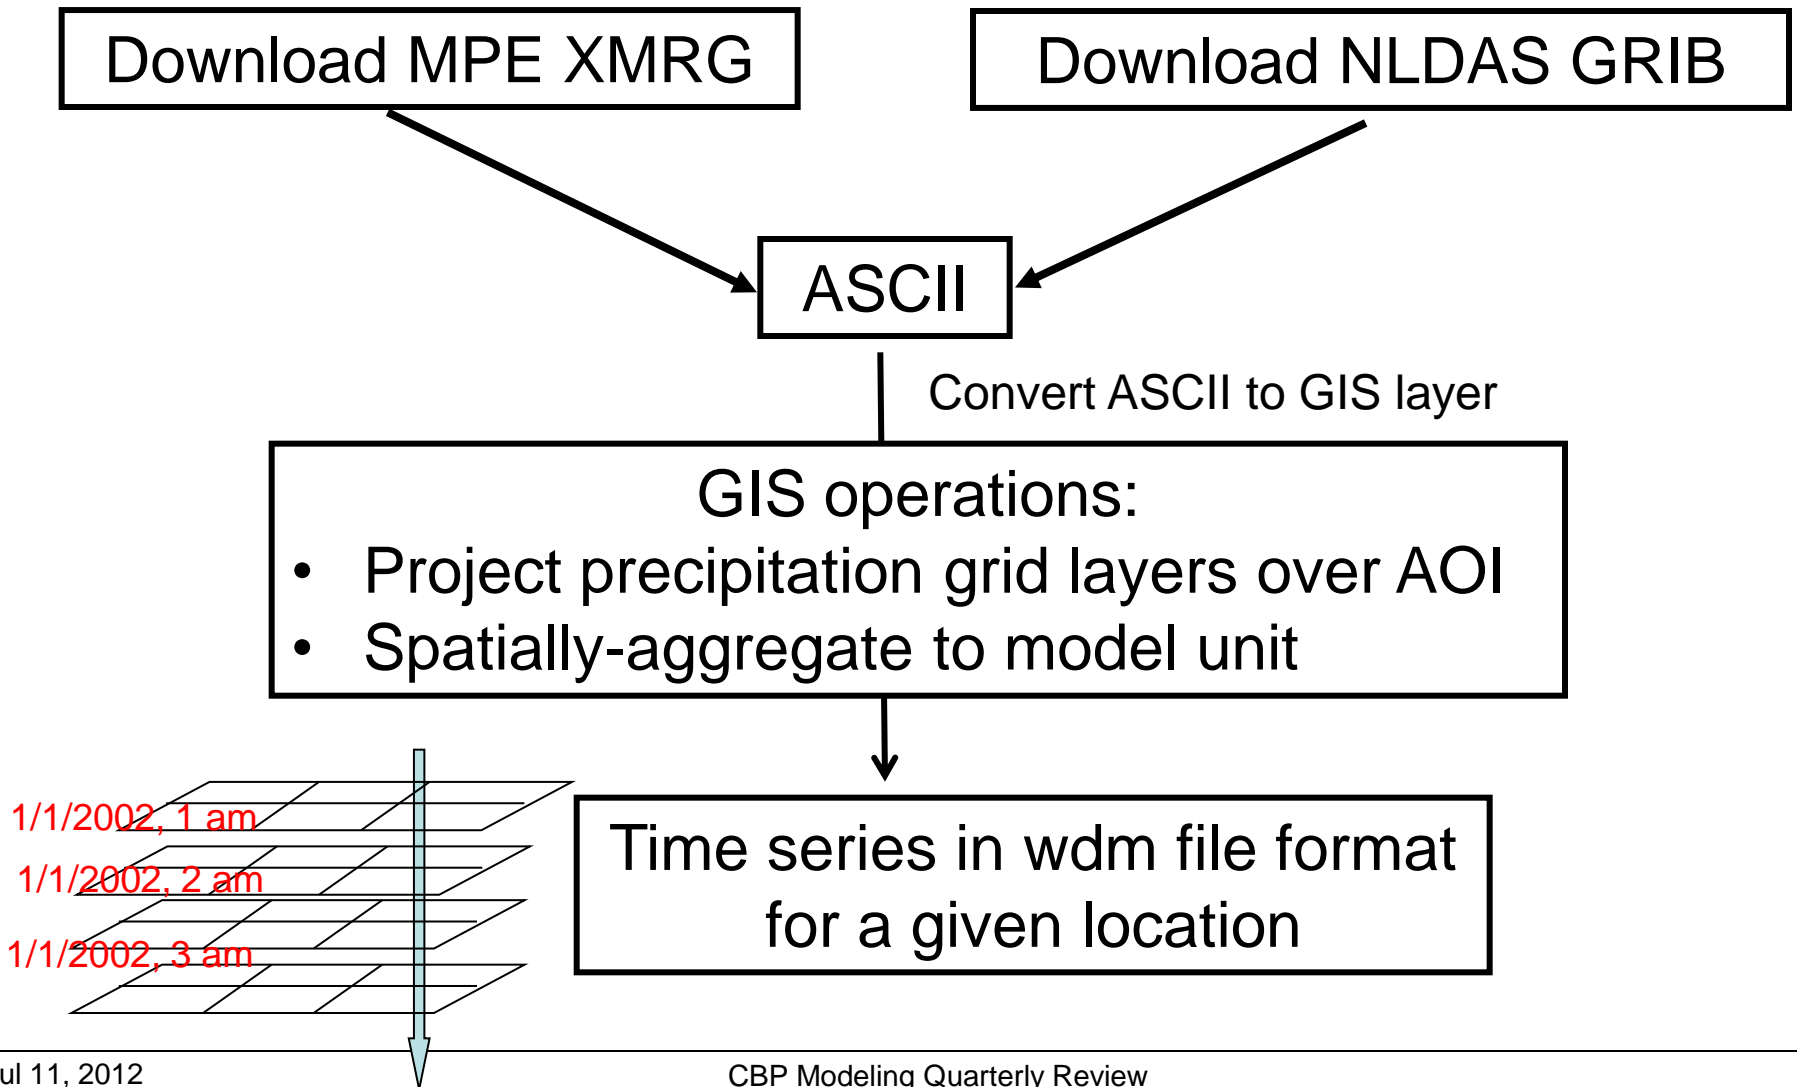 Download MPE XMRG
Download NLDAS GRIB
ASCII
Convert ASCII to GIS layer
GIS operations:
• Project precipitation grid layers over AOI
• Spatially-aggregate to model unit
1/1/2002, 1 am
1/1/2002, 2 am
1/1/2002, 3 am
Time series in wdm file format
for a given location
ul 11, 2012
CBP Modeling Quarterly Review